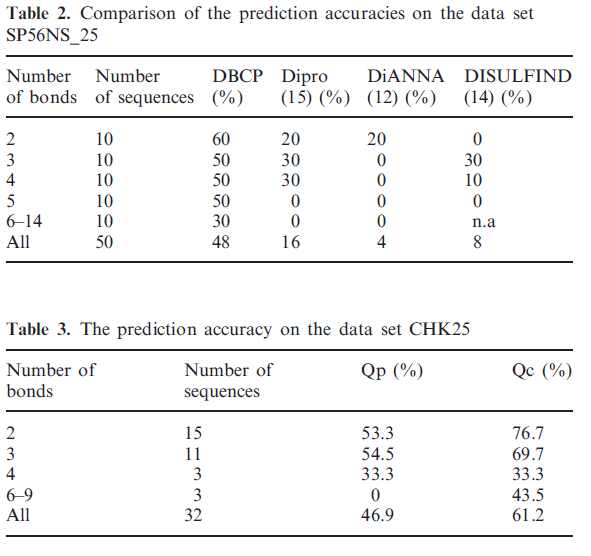 Table 2. Comparison of the prediction accuracies on the data set
SP56NS_25
Number Number DBCP Dipro DiANNA DISULFIND
of bonds of sequences (%) (15) (%) (12) (%) (14) (%)
2 10 60 20 20 0
3 10 50 30 0 30
4 10 50 30 0 10
5 10 50 0 0 0
6–14 10 30 0 0 n.a
All 50 48 16 4 8
Table 3. The prediction accuracy on the data set CHK25
Number of Number of Qp (%) Qc (%)
bonds sequences
2 15 53.3 76.7
3 11 54.5 69.7
4 3 33.3 33.3
6–9 3 0 43.5
All 32 46.9 61.2